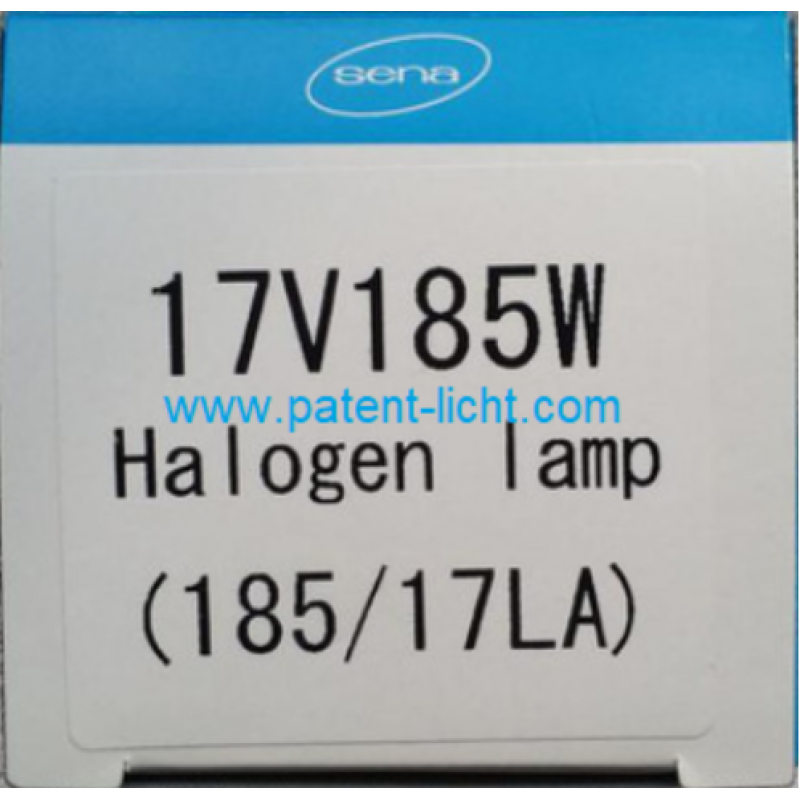 sena
17V185W
www.patent-licht.com
Halogen lamp
(185/17LA)